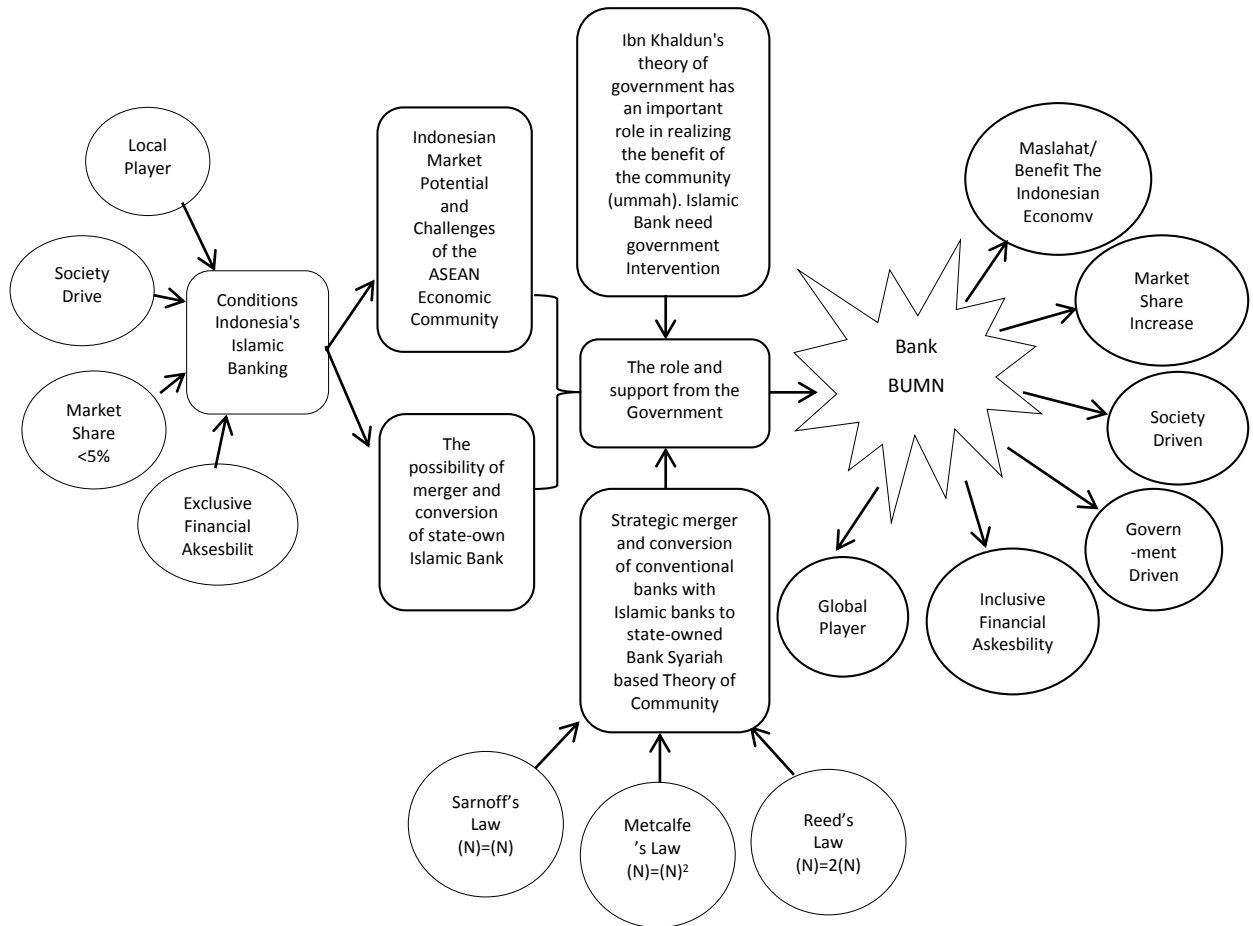 Local
Player
Society
Drive
Market
Share
<5%
Exclusive
Financial
Aksesbilit
Conditions
Indonesia's
Islamic
Banking
Indonesian
Market
Potential
and
Challenges
of the
ASEAN
Economic
Community
The
possibility of
merger and
conversion
of state-own
Islamic Bank
Ibn Khaldun's
theory of
government has
an important
role in realizing
the benefit of
the community
(ummah). Islamic
Bank need
government
Intervention
The role and
support from the
Government
Strategic merger
and conversion
of conventional
banks with
Islamic banks to
state-owned
Bank Syariah
based Theory of
Community
Sarnoff’s
Law
(N)=(N)
Metcalfe
’s Law
(N)=(N)²
Reed’s
Law
(N)=2(N)
Bank
BUMN
Maslahat/
Benefit The
Indonesian
Economv
Market
Share
Increase
Society
Driven
Govern
-ment
Driven
Inclusive
Financial
Askesbility
Global
Player